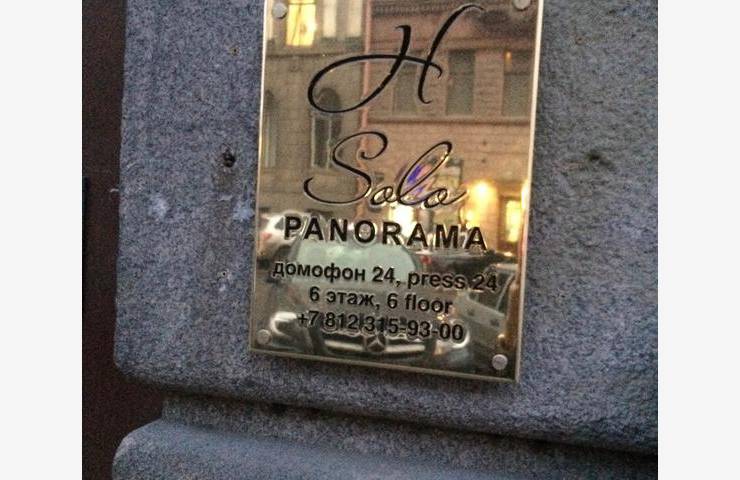 H
Solo
PANORAMA
домофон 24, press 24
6 этаж, 6 floor
+7 812 315-93-00